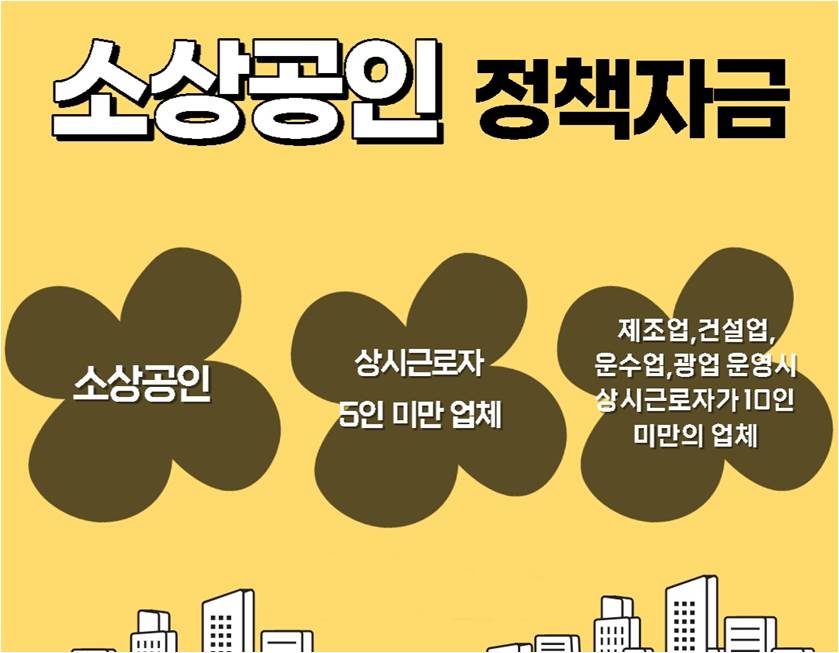 소상공인 정책자금
소상공인
상시근로자
5인 미만 업체
제조업,건설업,
운수업,광업 운영시
상시근로자가 10인
미만의 업체